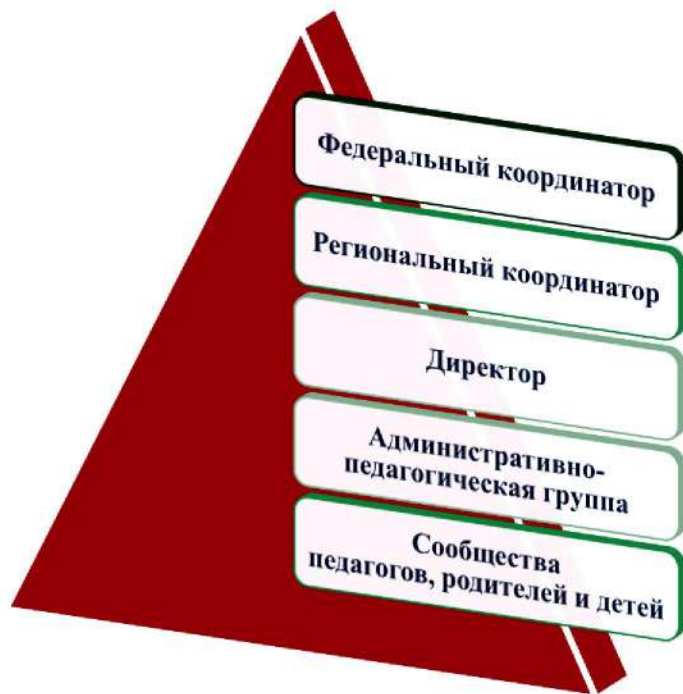 Федеральный координатор
Региональный координатор
Директор
Административно-
педагогическая группа
Сообщества
педагогов, родителей и детей